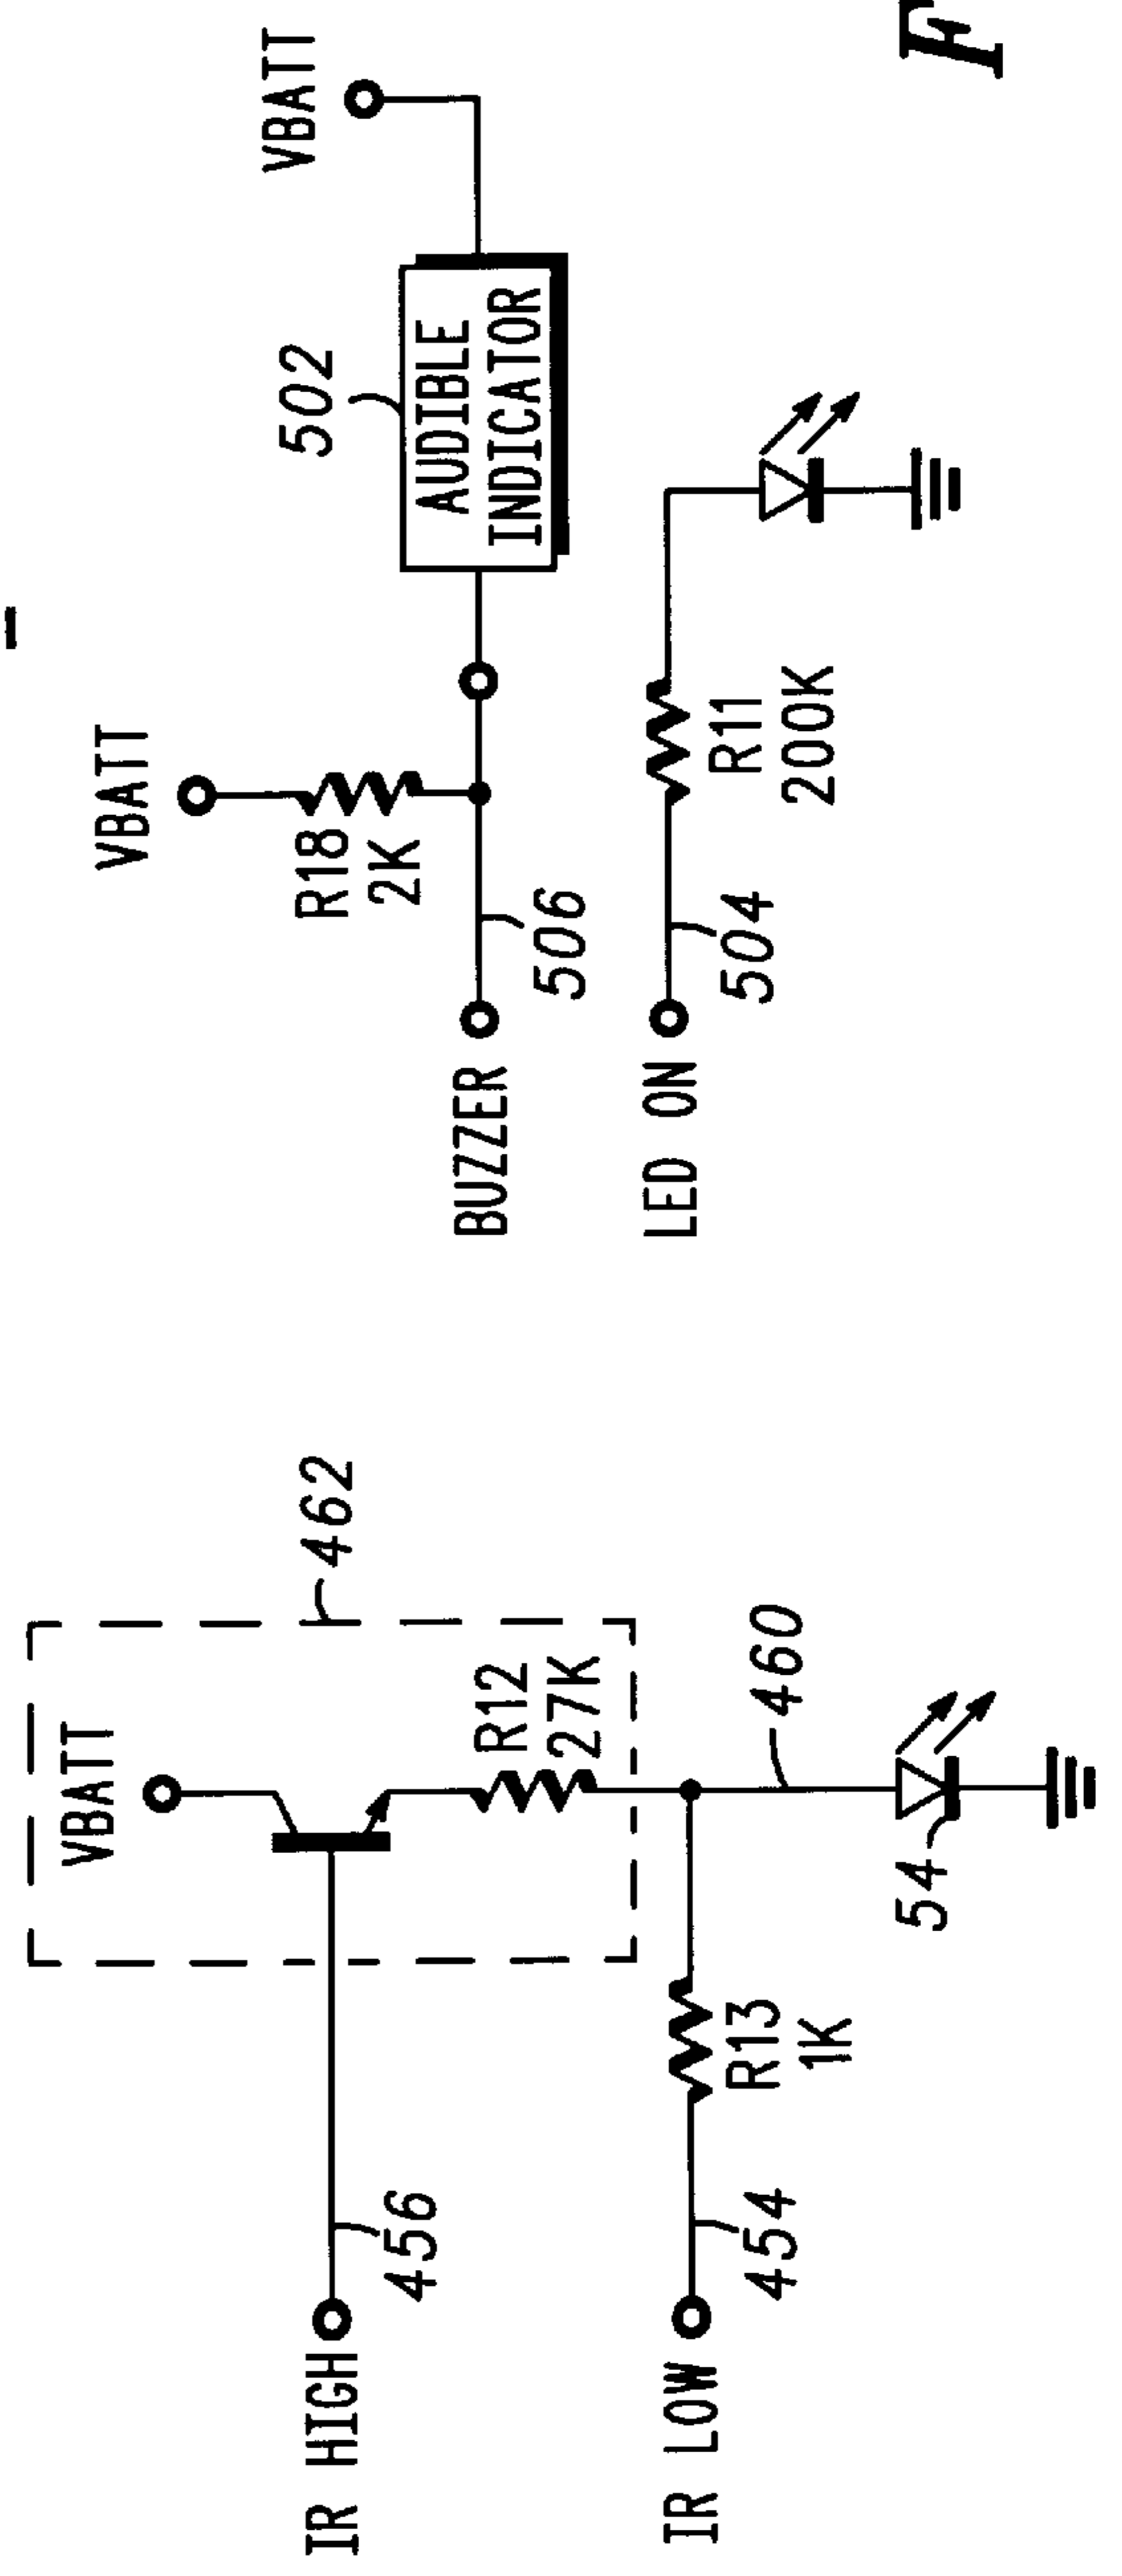 VBATT
462
IR HIGH
456
R12
27K
IR LOW
454
R13
1K
460
54
VBATT
R18
2K
502
VBATT
AUDIBLE
INDICATOR
BUZZER
506
LED ON
504
R11
200K
F